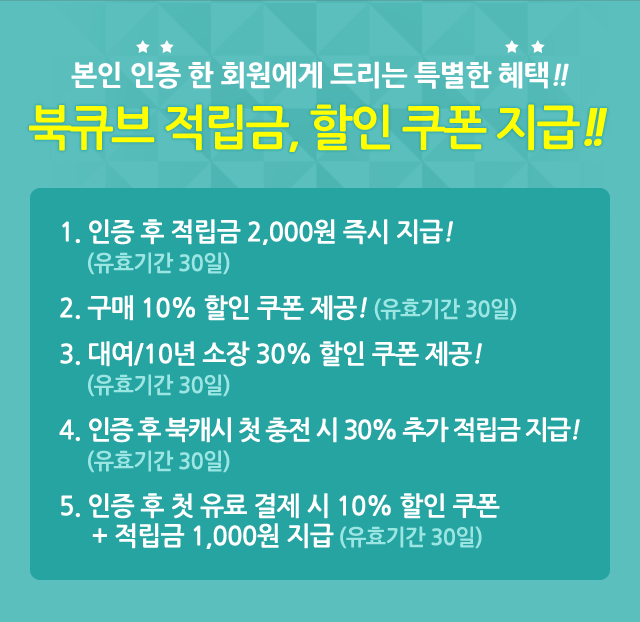 본인 인증 한 회원에게 드리는 특별한 혜택!!
북큐브 적립금, 할인 쿠폰 지급!!
1. 인증 후 적립금 2,000원 즉시 지급!
(유효기간 30일)
2. 구매 10% 할인 쿠폰 제공! (유효기간 30일)
3. 대여/10년 소장 30% 할인 쿠폰 제공!
(유효기간 30일)
4. 인증 후 북캐시 첫 충전 시 30% 추가 적립금 지급!
(유효기간 30일)
5. 인증 후 첫 유료 결제 시 10% 할인 쿠폰
+ 적립금 1,000원 지급 (유효기간 30일)